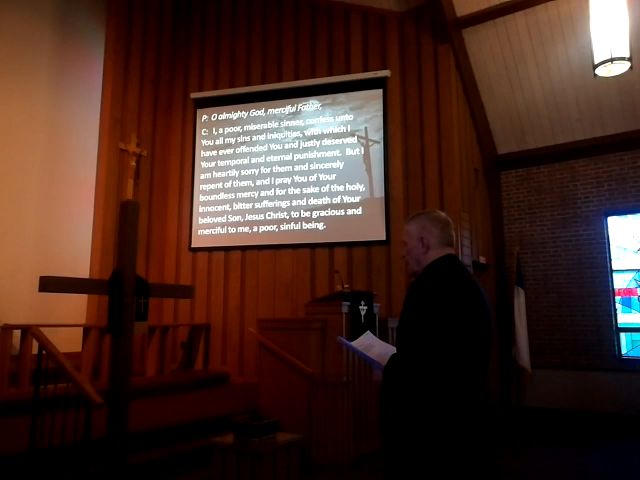 P: O almighty God, merciful Father,
C: I, a poor, miserable sinner, confess unto
You all my sins and iniquities, with which I
have ever offended You and justly deserved
Your temporal and eternal punishment. But I
am heartily sorry for them and sincerely
repent of them, and I pray You of Your
boundless mercy and for the sake of the holy,
innocent, bitter sufferings and death of Your
beloved Son, Jesus Christ, to be gracious and
merciful to me, a poor, sinful being.